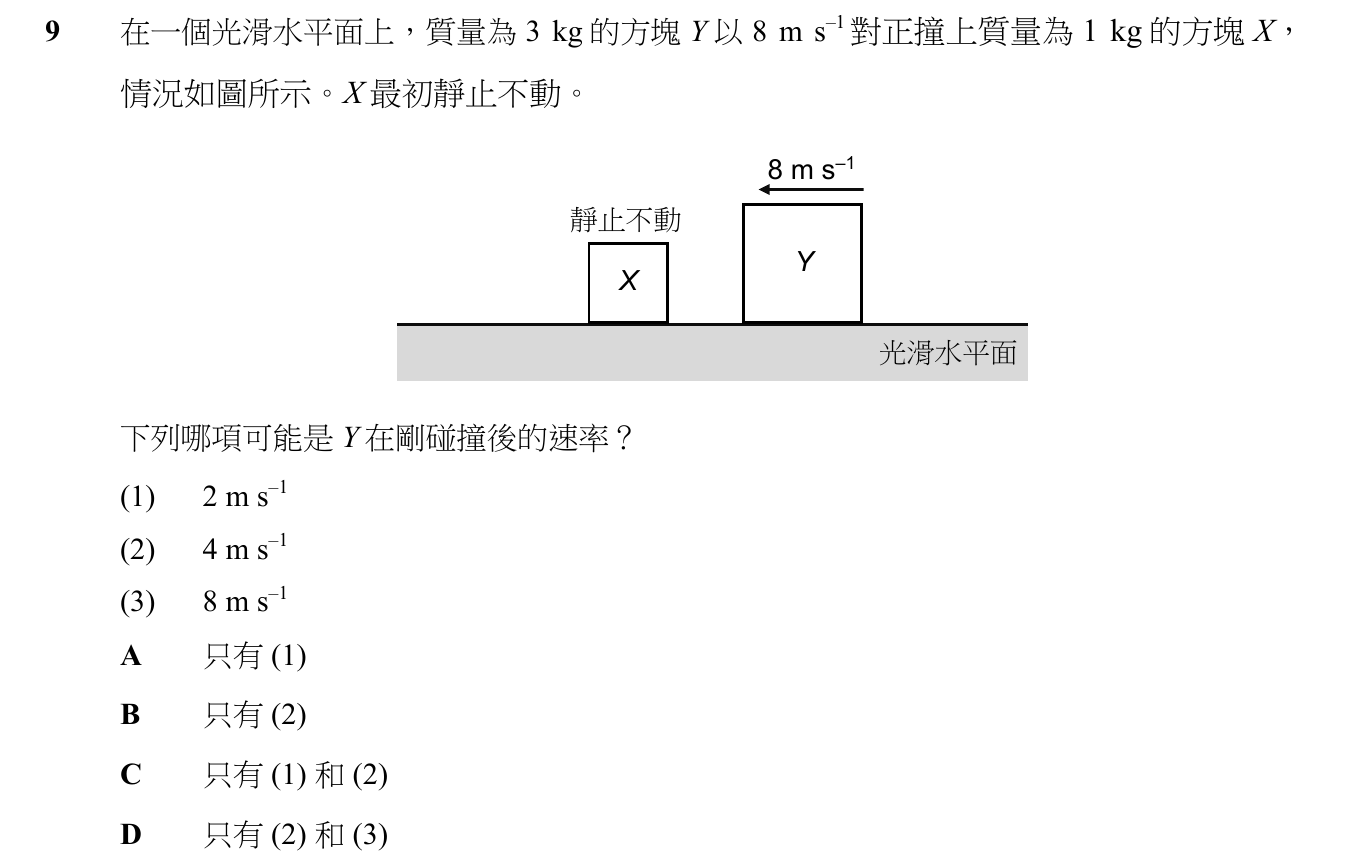 9 在一個光滑水平面上，質量為 3 kg 的方塊 Y 以 8 m s⁻¹ 對正撞上質量為 1 kg 的方塊 X，
情況如圖所示。X 最初靜止不動。
8 m s⁻¹
靜止不動
X
Y
光滑水平面
下列哪項可能是 Y 在剛碰撞後的速率？
(1) 2 m s⁻¹
(2) 4 m s⁻¹
(3) 8 m s⁻¹
A 只有 (1)
B 只有 (2)
C 只有 (1) 和 (2)
D 只有 (2) 和 (3)